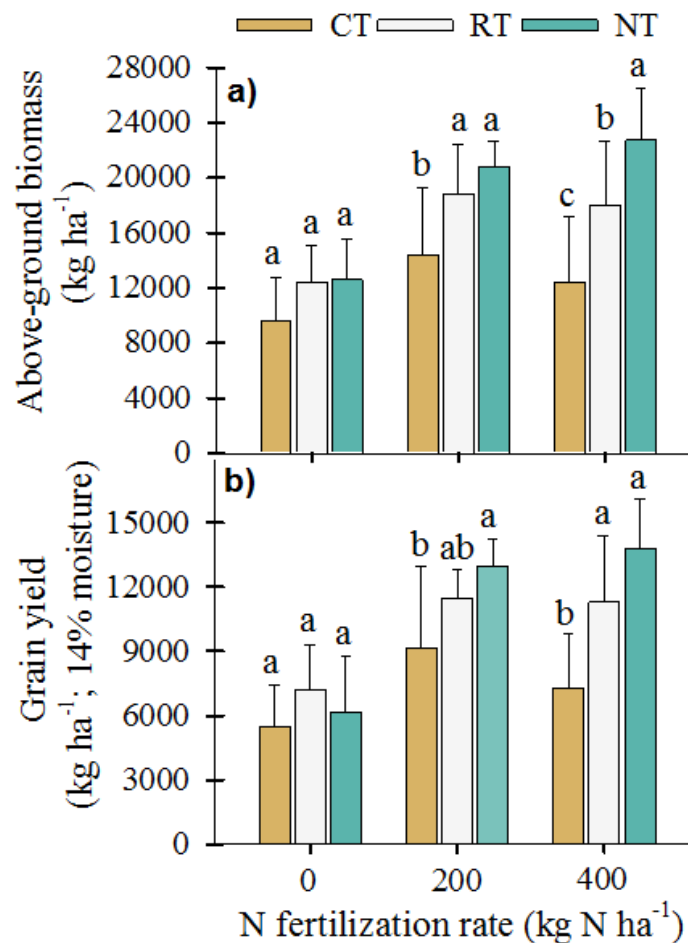 CT RT NT
a)
Above-ground biomass
(kg ha⁻¹)
28000
24000
20000
16000
12000
8000
4000
0
a a a
b a a
c b a
b)
Grain yield
(kg ha⁻¹; 14% moisture)
15000
12000
9000
6000
3000
0
a a a
b ab a
b a a
0 200 400
N fertilization rate (kg N ha⁻¹)